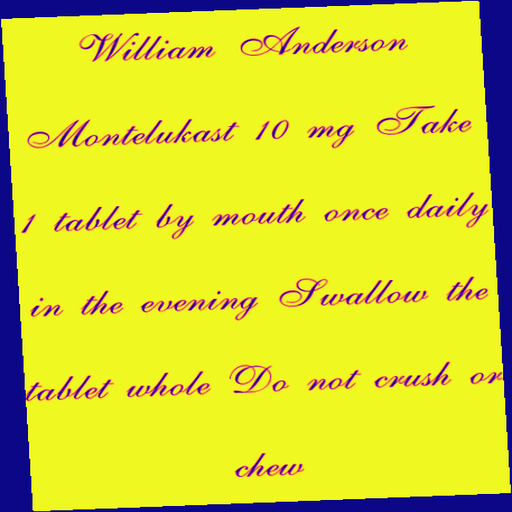 William Anderson
Montelukast 10 mg Take
1 tablet by mouth once daily
in the evening Swallow the
tablet whole Do not crush or
chew